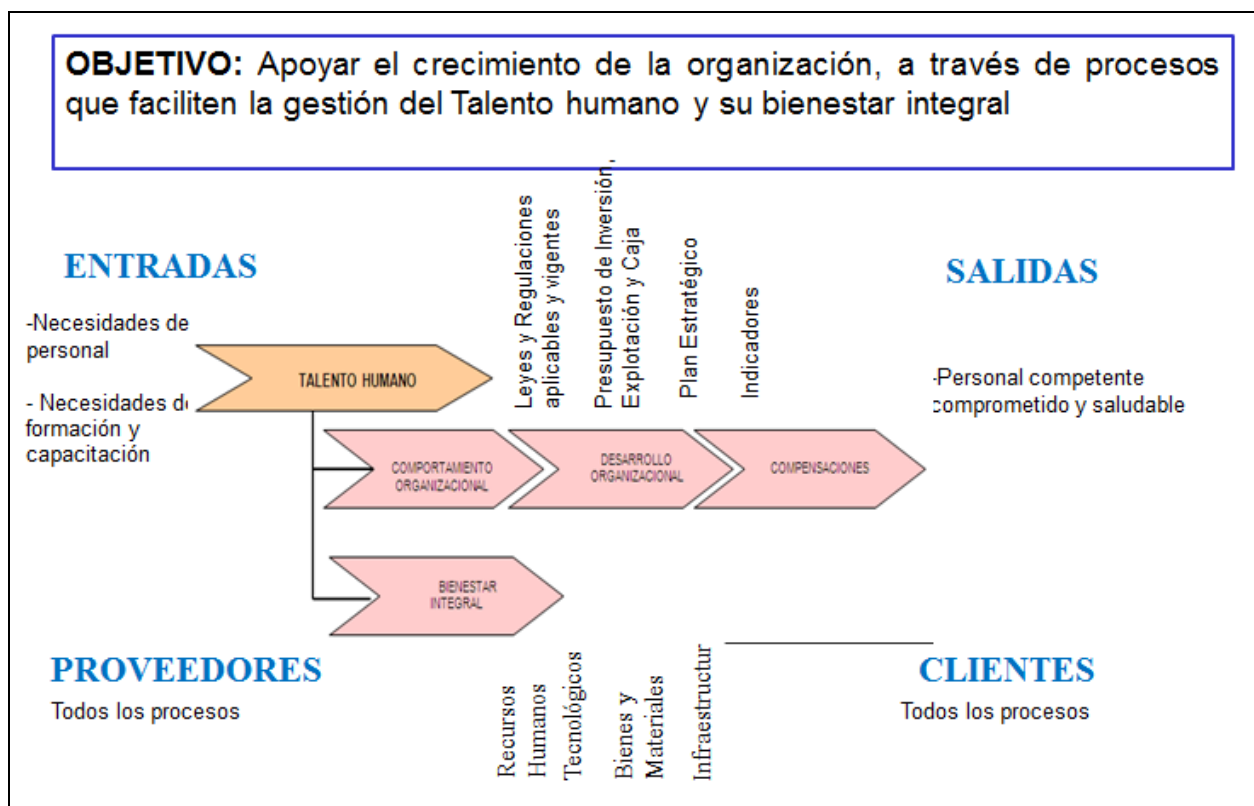 OBJETIVO: Apoyar el crecimiento de la organización, a través de procesos
que faciliten la gestión del Talento humano y su bienestar integral
Leyes y Regulaciones
aplicables y vigentes
Presupuesto de Inversión,
Explotación y Caja
Plan Estratégico
Indicadores
ENTRADAS
SALIDAS
-Necesidades de
personal
- Necesidades de
formación y
capacitación
TALENTO HUMANO
-Personal competente
comprometido y saludable
COMPORTAMIENTO
ORGANIZACIONAL
DESARROLLO
ORGANIZACIONAL
COMPENSACIONES
BIENESTAR
INTEGRAL
PROVEEDORES
Todos los procesos
Recursos
Humanos
Tecnológicos
Bienes y
Materiales
Infraestructur
CLIENTES
Todos los procesos